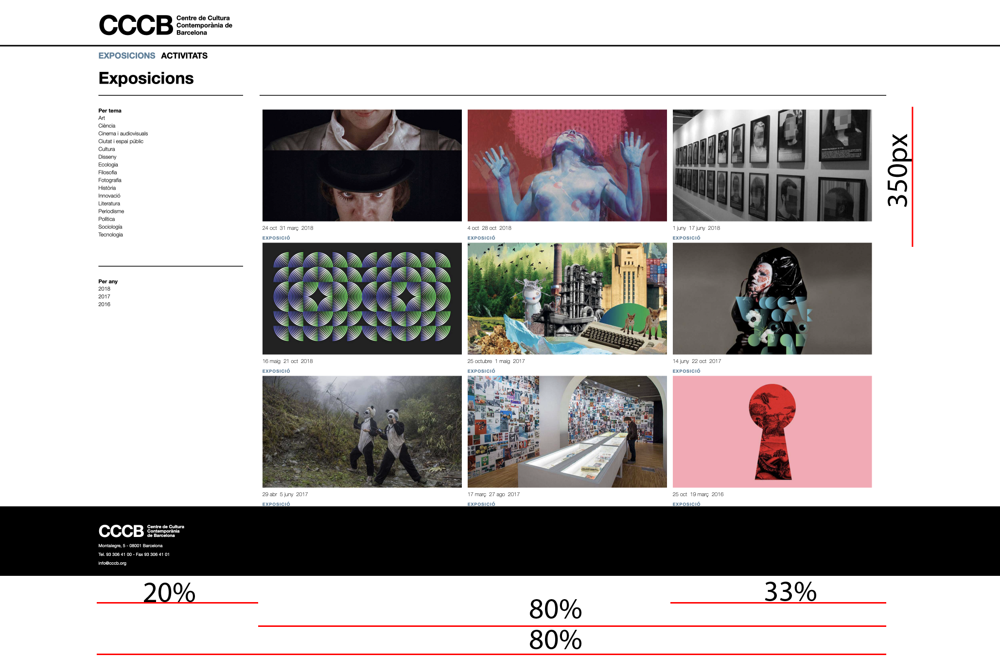 CCCB
Centre de Cultura
Contemporània de
Barcelona
EXPOSICIONS ACTIVITATS
Exposicions
Per tema
Art
Ciència
Cinema i audiovisuals
Ciutat i espai públic
Cultura
Disseny
Ecologia
Filosofia
Fotografia
Història
Innovació
Literatura
Periodisme
Política
Sociología
Tecnologia
Per any
2018
2017
2016
24 oct 31 març 2018
EXPOSICIÓ
4 oct 28 oct 2018
EXPOSICIÓ
1 juny 17 juny 2018
EXPOSICIÓ
350px
16 maig 21 oct 2018
EXPOSICIÓ
25 octubre 1 maig 2017
EXPOSICIÓ
14 juny 22 oct 2017
EXPOSICIÓ
29 abr 5 juny 2017
EXPOSICIÓ
17 març 27 ago 2017
EXPOSICIÓ
25 oct 19 març 2016
EXPOSICIÓ
CCCB
Centre de Cultura
Contemporània
de Barcelona
Montalegre, 5 - 08001 Barcelona
Tel. 93 306 41 00 - Fax 93 306 41 01
info@cccb.org
20%
33%
80%
80%